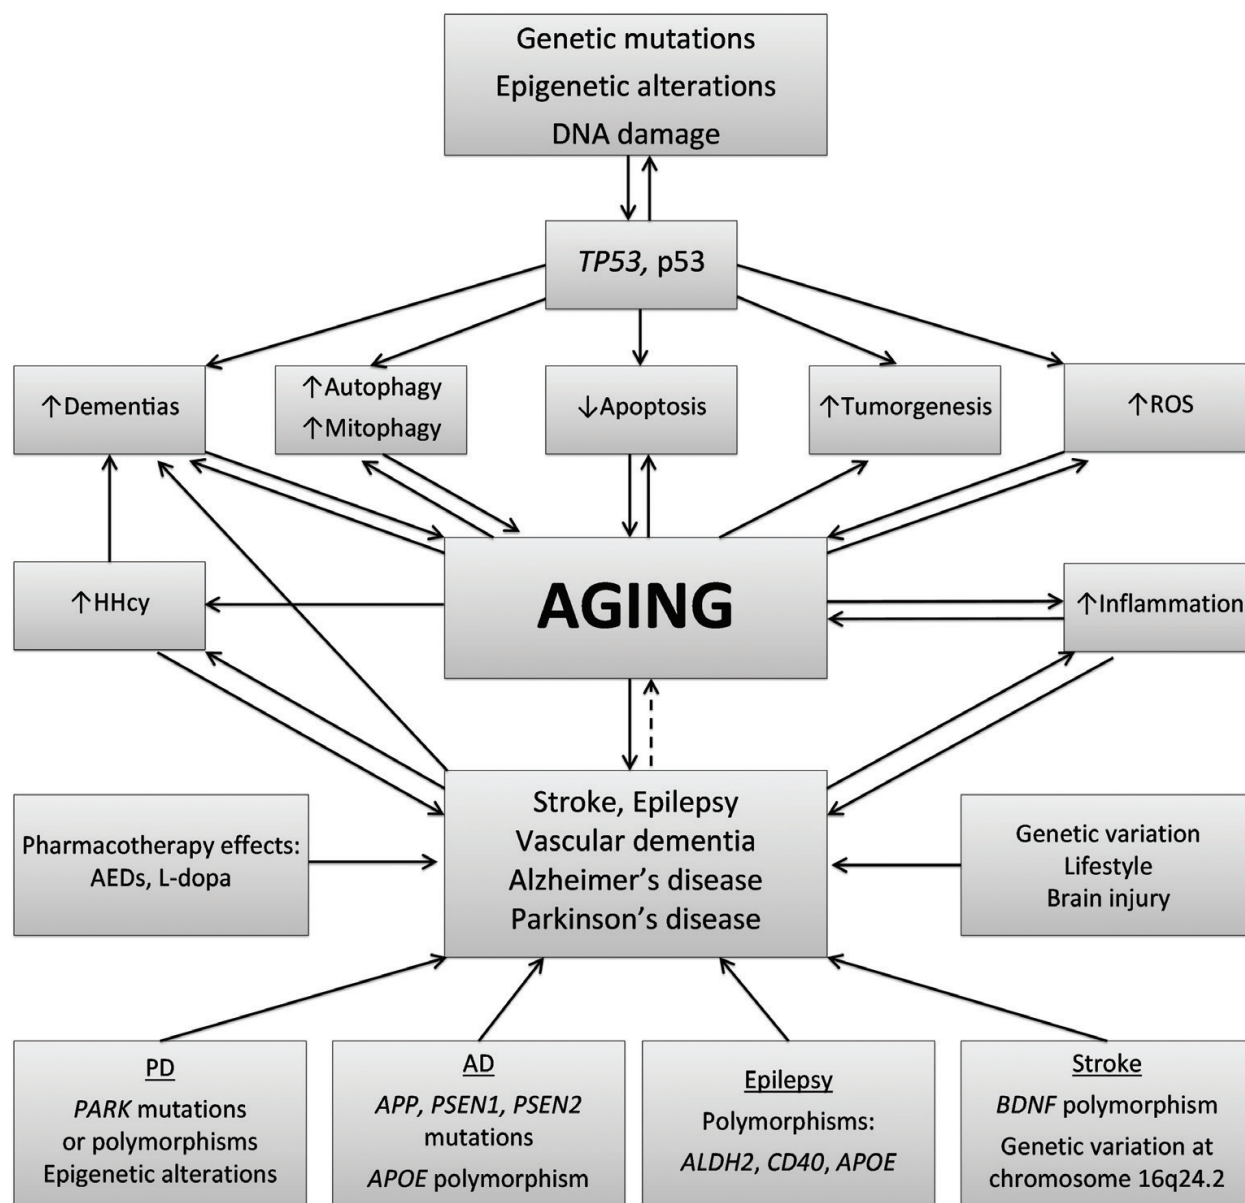 Genetic mutations
Epigenetic alterations
DNA damage
TP53, p53
↑Dementias
↑Autophagy
↑Mitophagy
↓Apoptosis
↑Tumorgenesis
↑ROS
↑HHcy
AGING
↑Inflammation
Pharmacotherapy effects:
AEDs, L-dopa
Stroke, Epilepsy
Vascular dementia
Alzheimer’s disease
Parkinson’s disease
Genetic variation
Lifestyle
Brain injury
PD
PARK mutations
or polymorphisms
Epigenetic alterations
AD
APP, PSEN1, PSEN2
mutations
APOE polymorphism
Epilepsy
Polymorphisms:
ALDH2, CD40, APOE
Stroke
BDNF polymorphism
Genetic variation at
chromosome 16q24.2